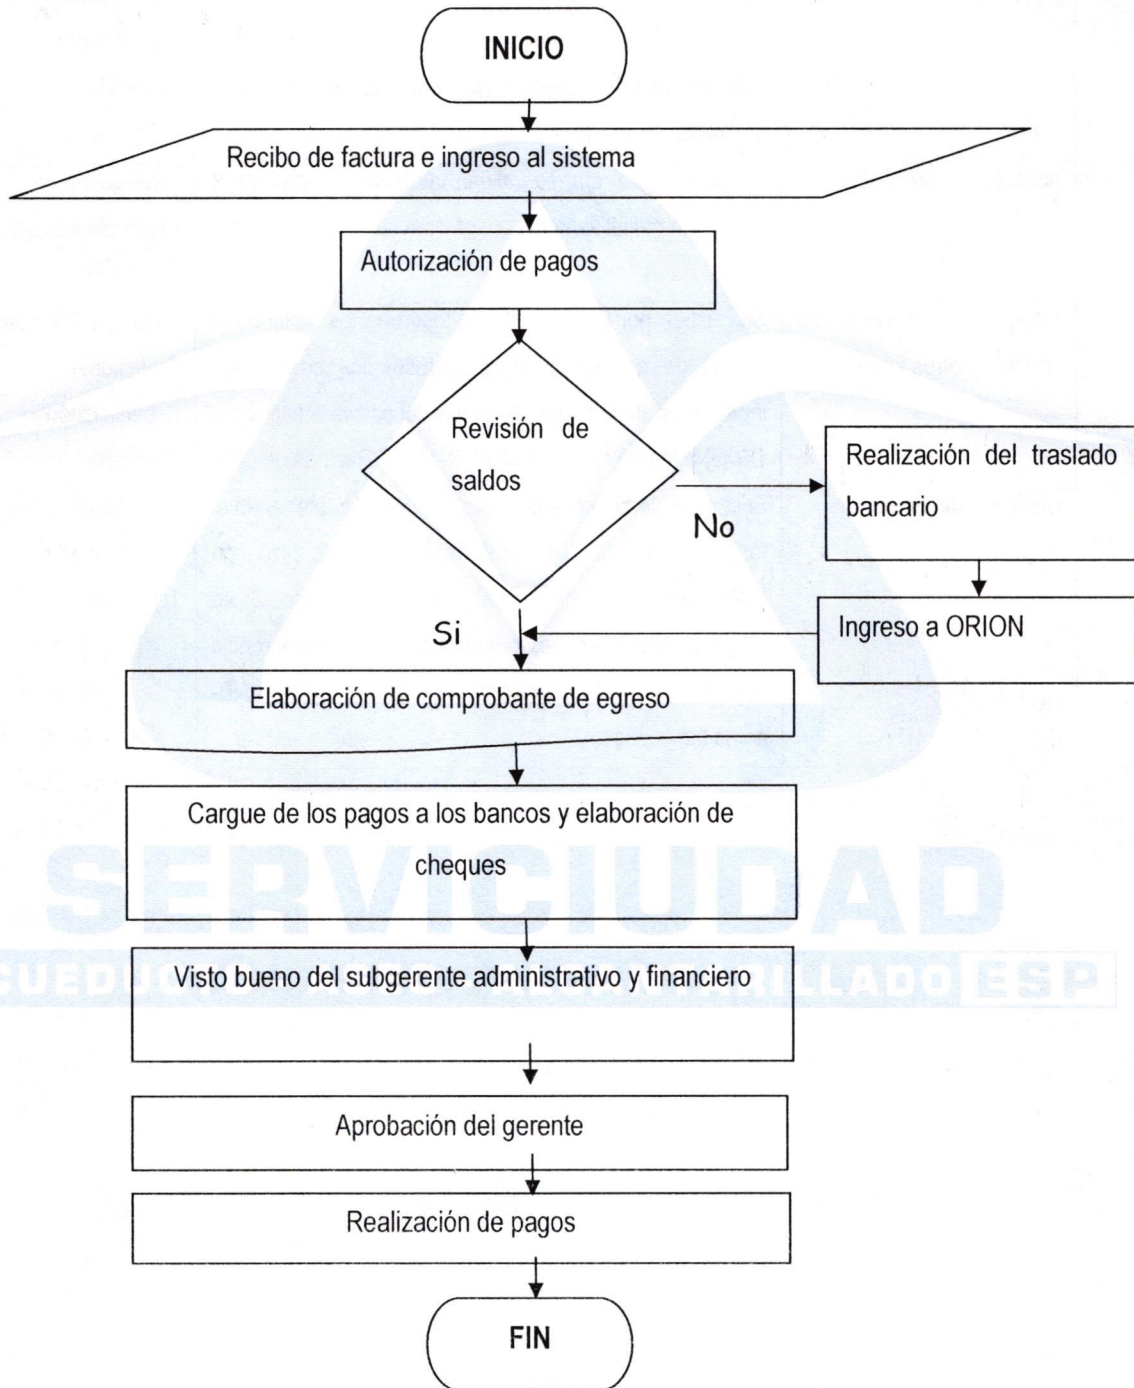 INICIO
Recibo de factura e ingreso al sistema
Autorización de pagos
Revisión de
saldos
No
Realización del traslado
bancario
Si
Ingreso a ORION
Elaboración de comprobante de egreso
Cargue de los pagos a los bancos y elaboración de
cheques
SERVICIUDAD
Visto bueno del subgerente administrativo y financiero
ESP
Aprobación del gerente
Realización de pagos
FIN